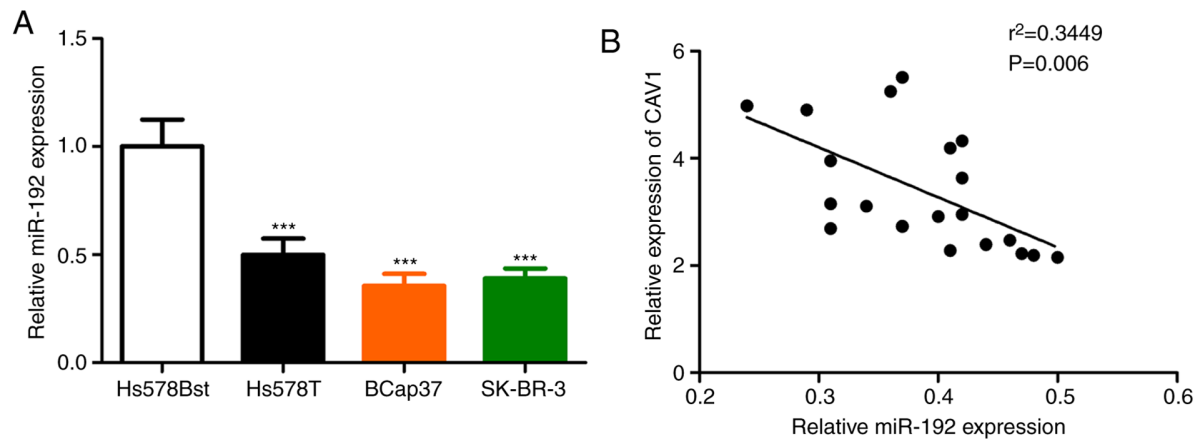 A
Relative miR-192 expression
1.5
1.0
0.5
0.0
***
***
***
Hs578Bst
Hs578T
BCap37
SK-BR-3
B
r²=0.3449
P=0.006
Relative expression of CAV1
6
4
2
0
0.2
0.3
0.4
0.5
0.6
Relative miR-192 expression